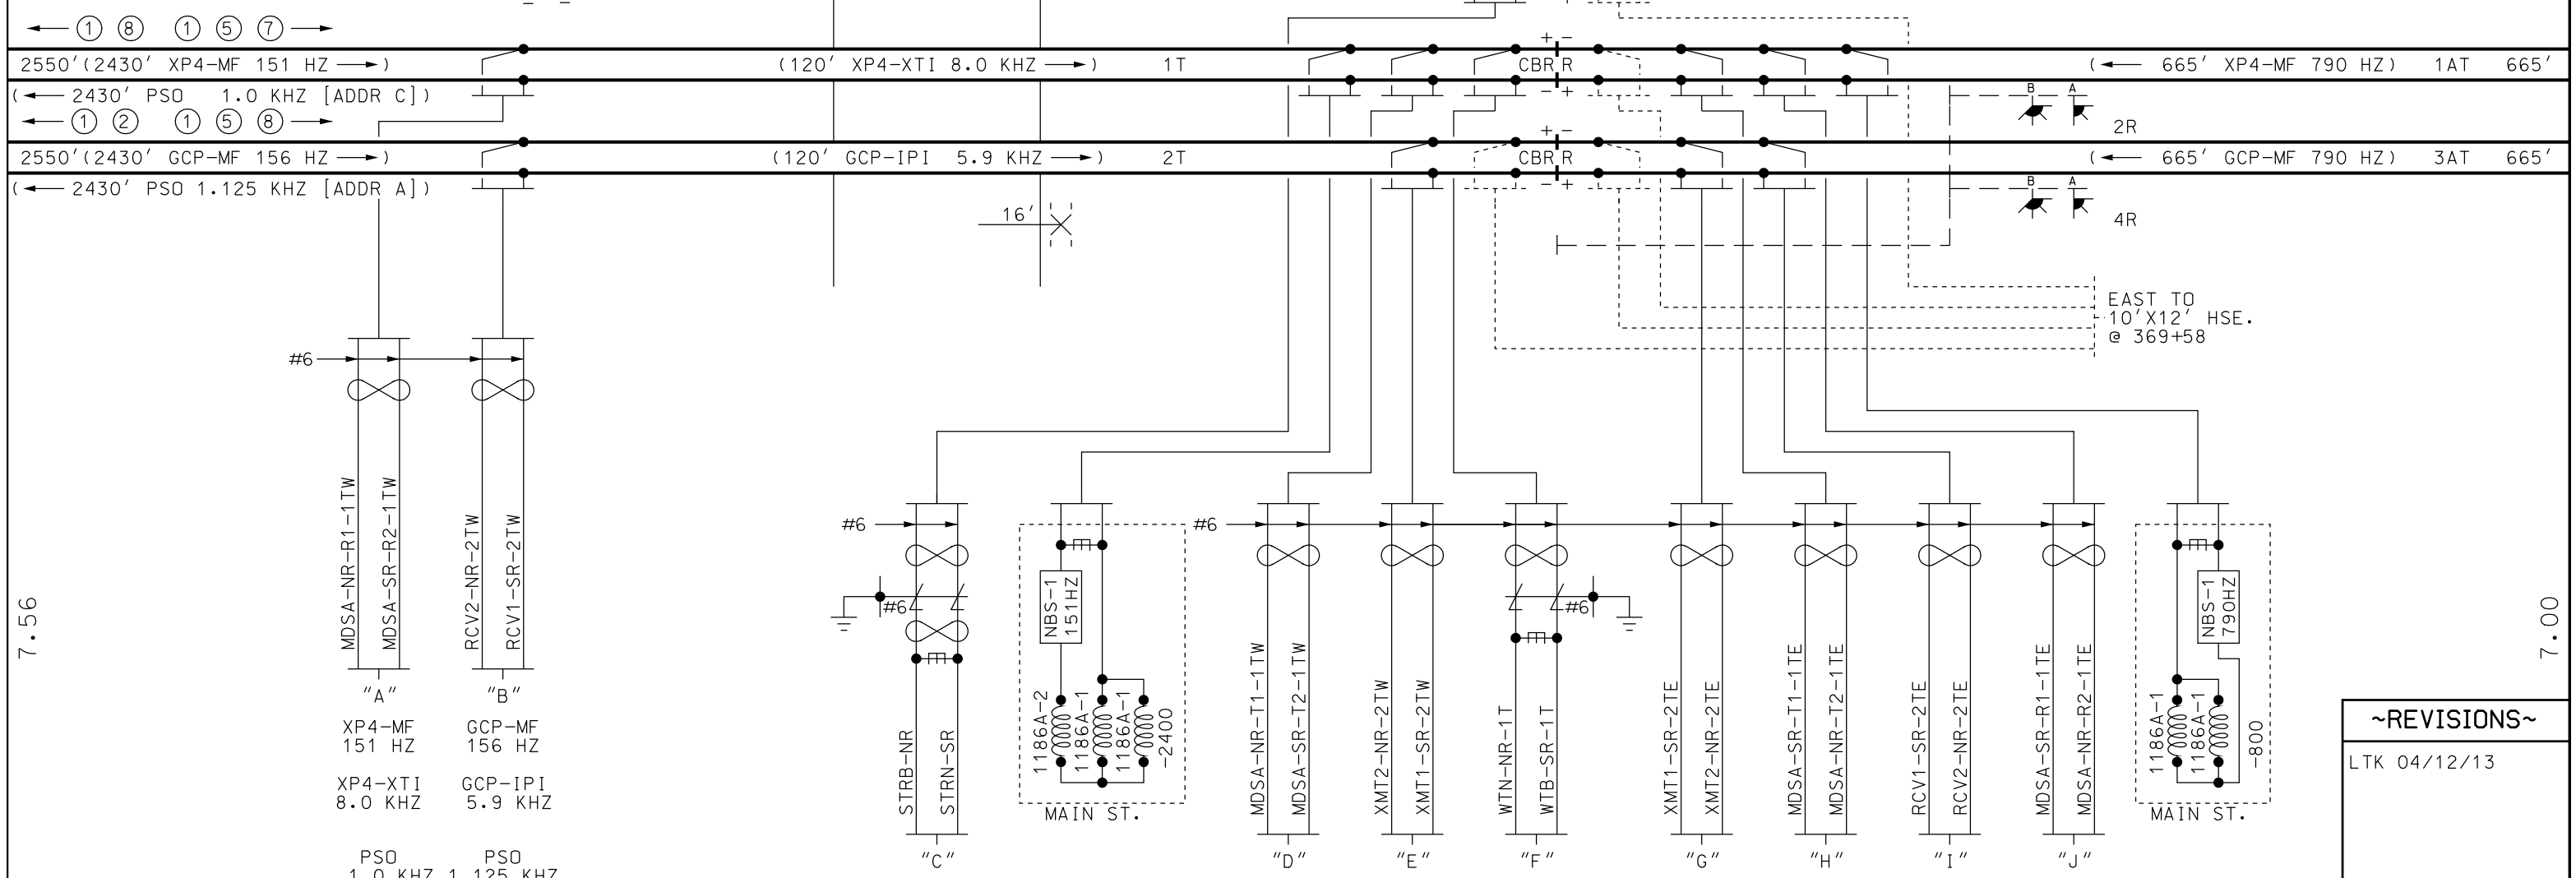 1 8 1 5 7
+ -
2550'(2430' XP4-MF 151 HZ → )
(120' XP4-XTI 8.0 KHZ → )
1T
CBR R
( ← 665' XP4-MF 790 HZ)
1AT
665'
( ← 2430' PSO 1.0 KHZ [ADDR C])
- +
B A
2R
1 2 1 5 8
+ -
2550'(2430' GCP-MF 156 HZ → )
(120' GCP-IPI 5.9 KHZ → )
2T
CBR R
( ← 665' GCP-MF 790 HZ)
3AT
665'
( ← 2430' PSO 1.125 KHZ [ADDR A])
- +
B A
4R
16'
EAST TO
10'X12' HSE.
@ 369+58
#6
#6
#6
#6
#6
7.56
7.00
MDSA-NR-R1-1TW
MDSA-SR-R2-1TW
RCV2-NR-2TW
RCV1-SR-2TW
"A"
"B"
XP4-MF
151 HZ
GCP-MF
156 HZ
XP4-XTI
8.0 KHZ
GCP-IPI
5.9 KHZ
PSO
1.0 KHZ
PSO
1.125 KHZ
STRB-NR
STRN-SR
"C"
NBS-1
151HZ
1186A-2
1186A-1
1186A-1
-2400
MAIN ST.
MDSA-NR-T1-1TW
MDSA-SR-T2-1TW
"D"
XMT2-NR-2TW
XMT1-SR-2TW
"E"
WTN-NR-1T
WTB-SR-1T
"F"
XMT1-SR-2TE
XMT2-NR-2TE
"G"
MDSA-SR-T1-1TE
MDSA-NR-T2-1TE
"H"
RCV1-SR-2TE
RCV2-NR-2TE
"I"
MDSA-SR-R1-1TE
MDSA-NR-R2-1TE
"J"
NBS-1
790HZ
1186A-1
1186A-1
-800
MAIN ST.
~REVISIONS~
LTK 04/12/13